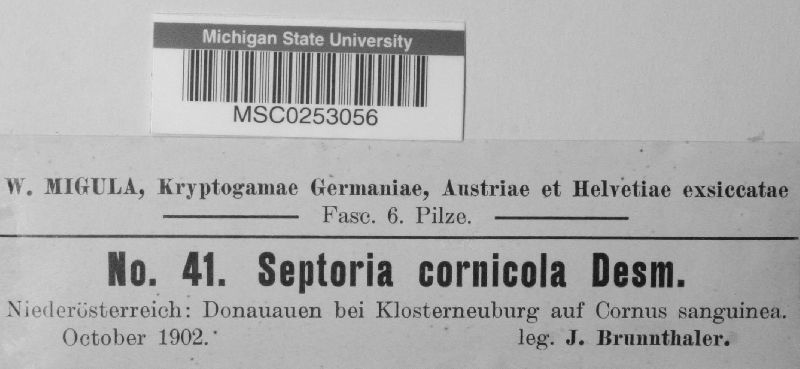 Michigan State University
MSC0253056
W. MIGULA, Kryptogamae Germaniae, Austriae et Helvetiae exsiccatae
Fasc. 6. Pilze.
No. 41. Septoria cornicola Desm.
Niederösterreich: Donauauen bei Klosterneuburg auf Cornus sanguinea.
October 1902. leg. J. Brunnthaler.